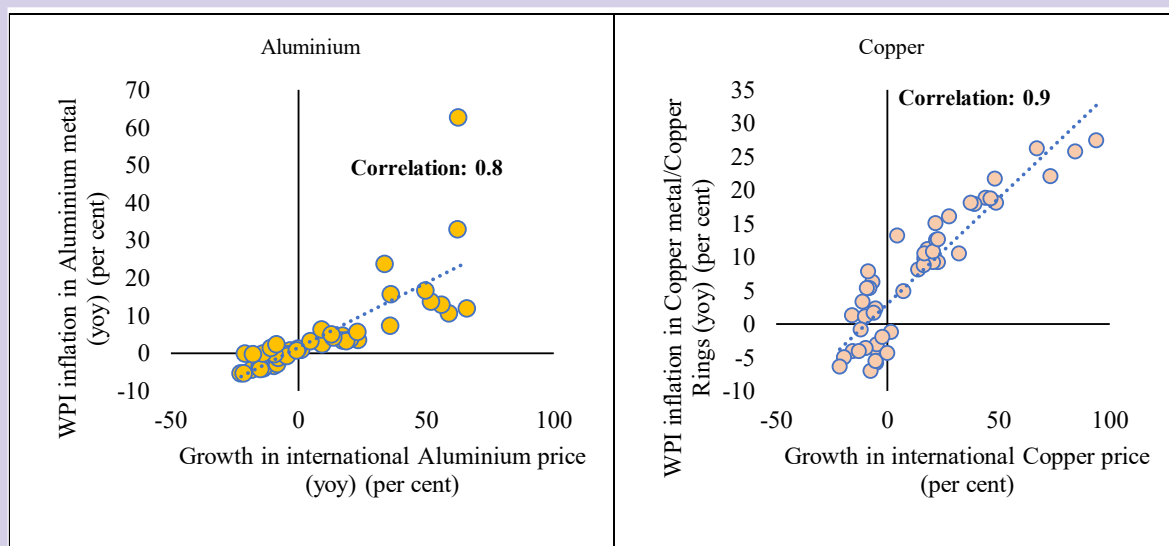 Aluminium
WPI inflation in Aluminium metal
(yoy) (per cent)
70
60
50
40
30
20
10
0
-10
Correlation: 0.8
-50
0
50
100
Growth in international Aluminium price
(yoy) (per cent)
Copper
WPI inflation in Copper metal/Copper
Rings (yoy) (per cent)
35
30
25
20
15
10
5
0
-5
-10
Correlation: 0.9
-50
0
50
100
Growth in international Copper price
(per cent)